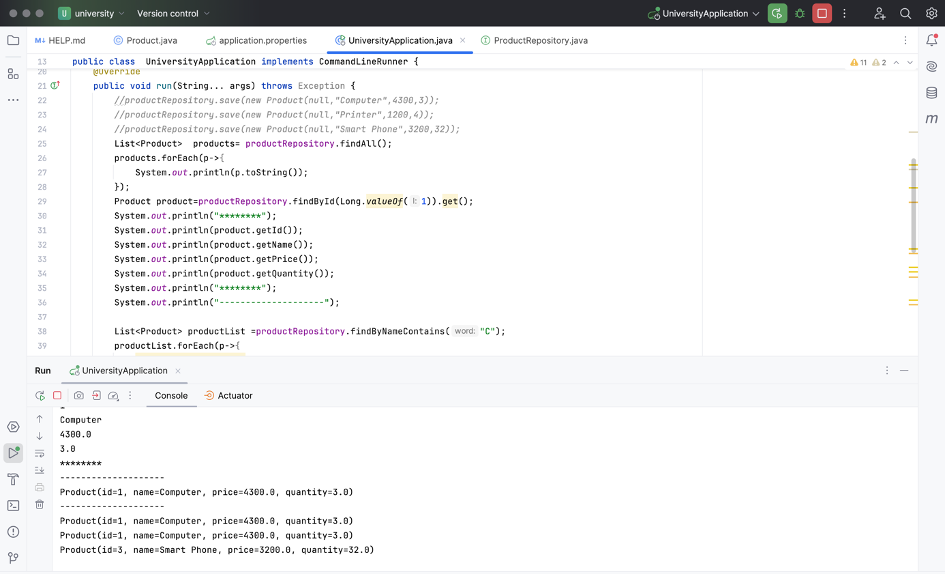 U university Version control UniversityApplication
M↓ HELP.md Product.java application.properties UniversityApplication.java × ProductRepository.java
13 public class UniversityApplication implements CommandLineRunner { 11 2
20 @Override
21 public void run(String... args) throws Exception {
22 //productRepository.save(new Product(null,"Computer",4300,3));
23 //productRepository.save(new Product(null,"Printer",1200,4));
24 //productRepository.save(new Product(null,"Smart Phone",3200,32));
25 List<Product> products= productRepository.findAll();
26 products.forEach(p->{
27 System.out.println(p.toString());
28 });
29 Product product=productRepository.findById(Long.valueOf( l: 1)).get();
30 System.out.println("********");
31 System.out.println(product.getId());
32 System.out.println(product.getName());
33 System.out.println(product.getPrice());
34 System.out.println(product.getQuantity());
35 System.out.println("********");
36 System.out.println("--------------------");
37
38 List<Product> productList =productRepository.findByNameContains( word: "C");
39 productList.forEach(p->{
Run UniversityApplication ×
Console Actuator
Computer
4300.0
3.0
********
--------------------
Product(id=1, name=Computer, price=4300.0, quantity=3.0)
--------------------
Product(id=1, name=Computer, price=4300.0, quantity=3.0)
Product(id=1, name=Computer, price=4300.0, quantity=3.0)
Product(id=3, name=Smart Phone, price=3200.0, quantity=32.0)